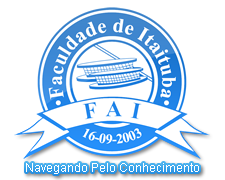 Faculdade de Itaituba
FAI
16-09-2003
Navegando Pelo Conhecimento